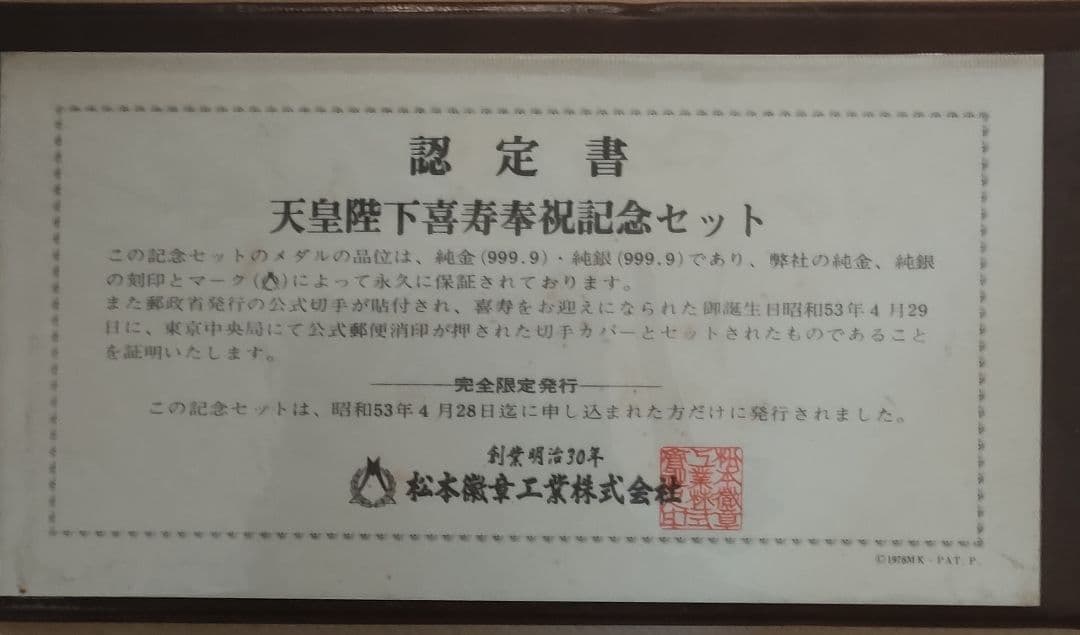 認定書
天皇陛下喜寿奉祝記念セット
この記念セットのメダルの品位は、純金(999.9)・純銀(999.9)であり、弊社の純金、純銀
の刻印とマーク()によって永久に保証されております。
また郵政省発行の公式切手が貼付され、喜寿をお迎えになられた御誕生日昭和53年4月29
日に、東京中央局にて公式郵便消印が押された切手カバーとセットされたものであること
を証明いたします。
完全限定発行
この記念セットは、昭和53年4月28日迄に申し込まれた方だけに発行されました。
創業明治30年
松本徽章工業株式会社
©1978MK·PAT.P.